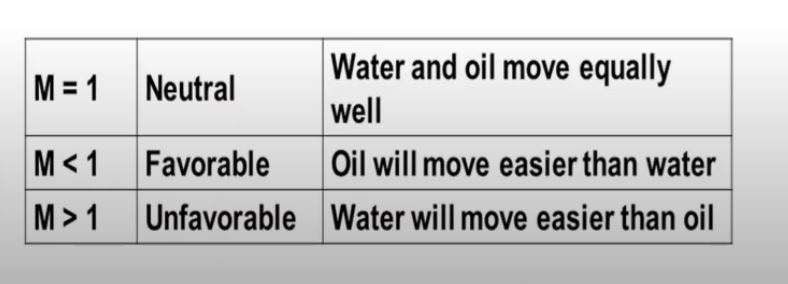 M = 1 Neutral Water and oil move equally
well
M < 1 Favorable Oil will move easier than water
M > 1 Unfavorable Water will move easier than oil